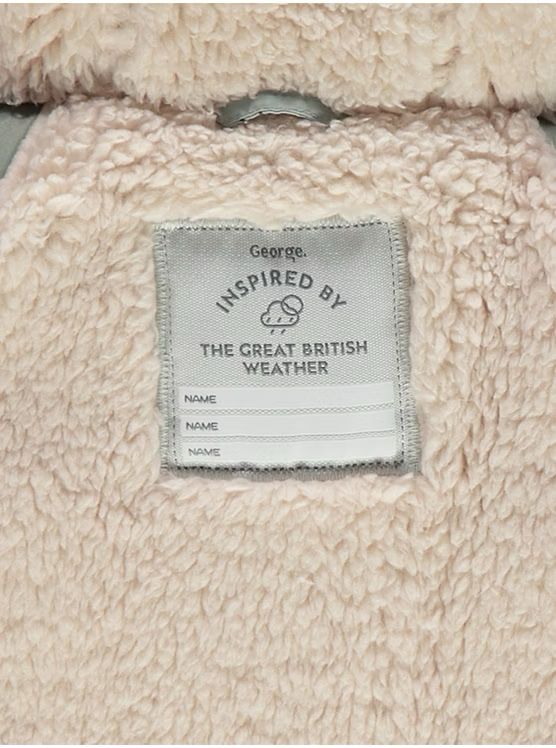 George.
INSPIRED BY
THE GREAT BRITISH
WEATHER
NAME
NAME
NAME